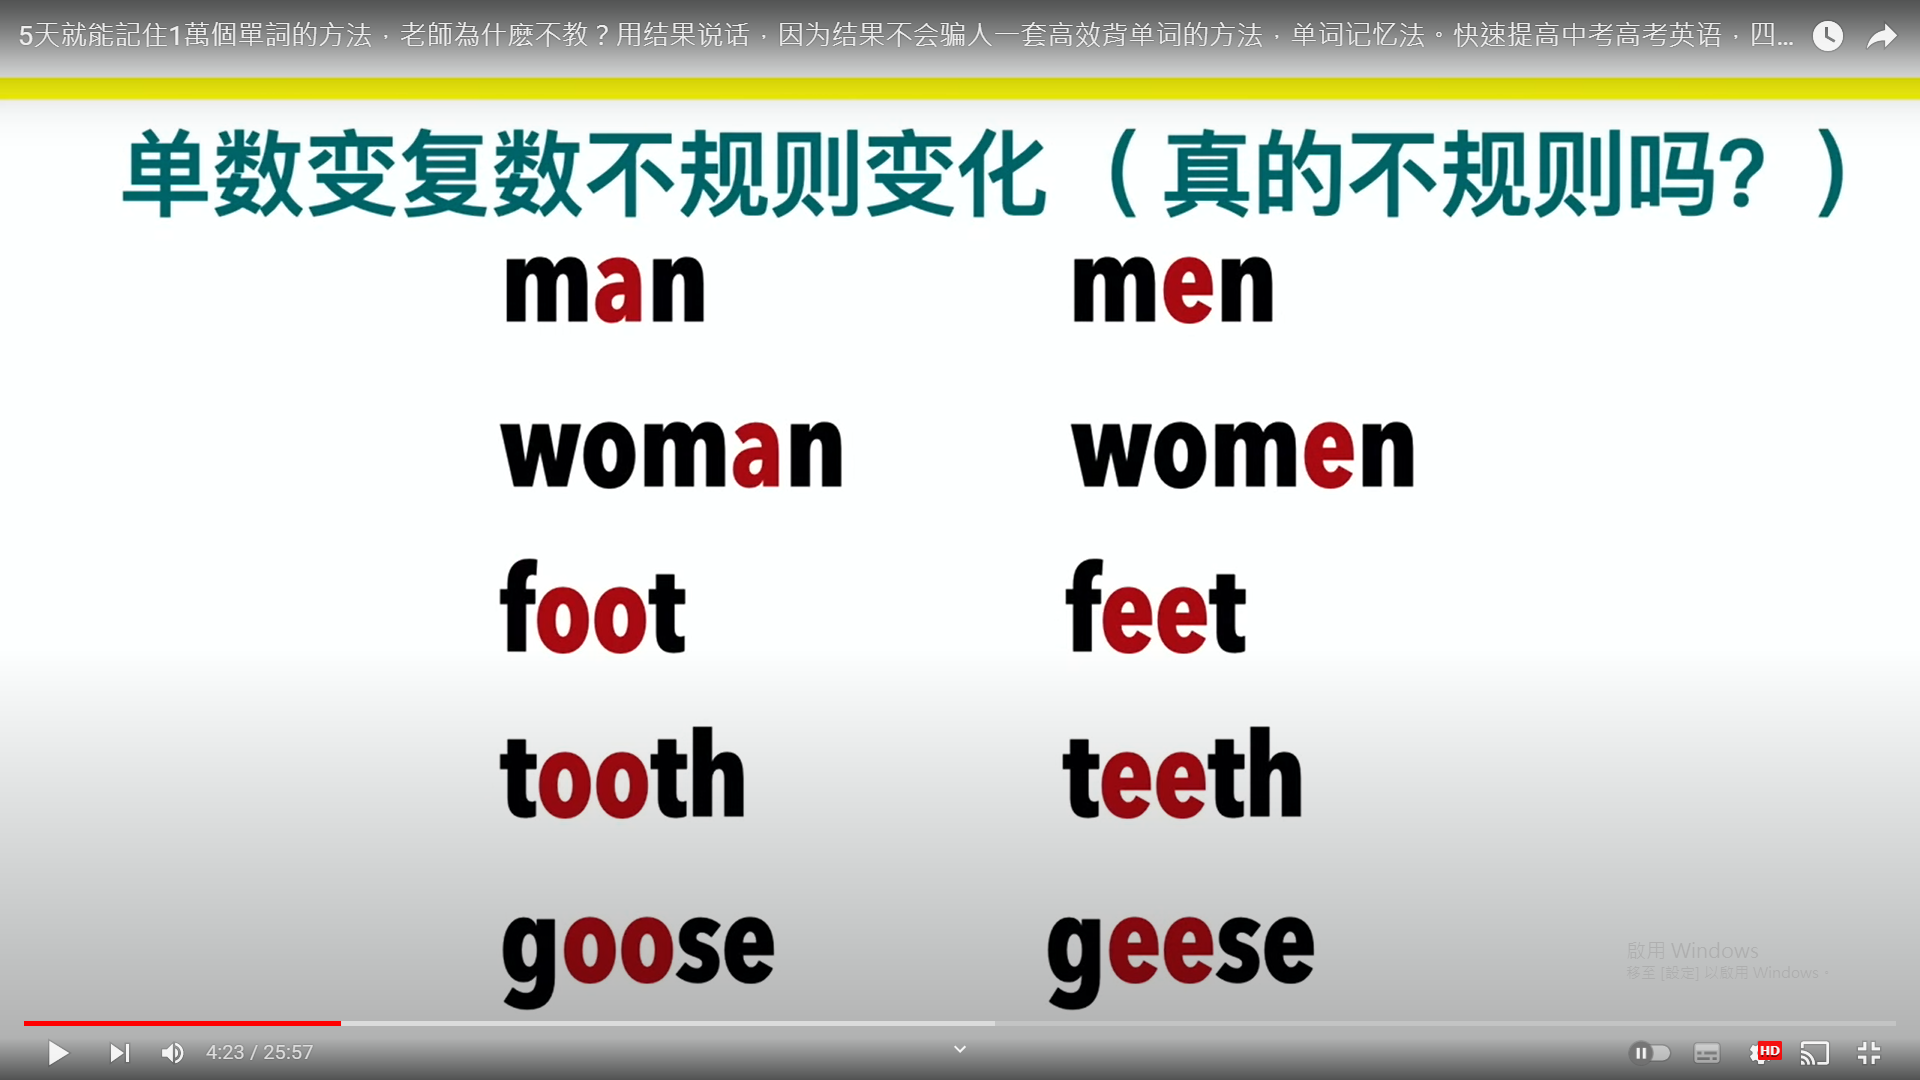 5天就能記住1萬個單詞的方法，老師為什麼不教？用结果说话，因为结果不会骗人一套高效背单词的方法，单词记忆法。快速提高中考高考英语，四...
单数变复数不规则变化（真的不规则吗？）
man men
woman women
foot feet
tooth teeth
goose geese
啟用 Windows
移至 [設定] 以啟用 Windows。
4:23 / 25:57
HD